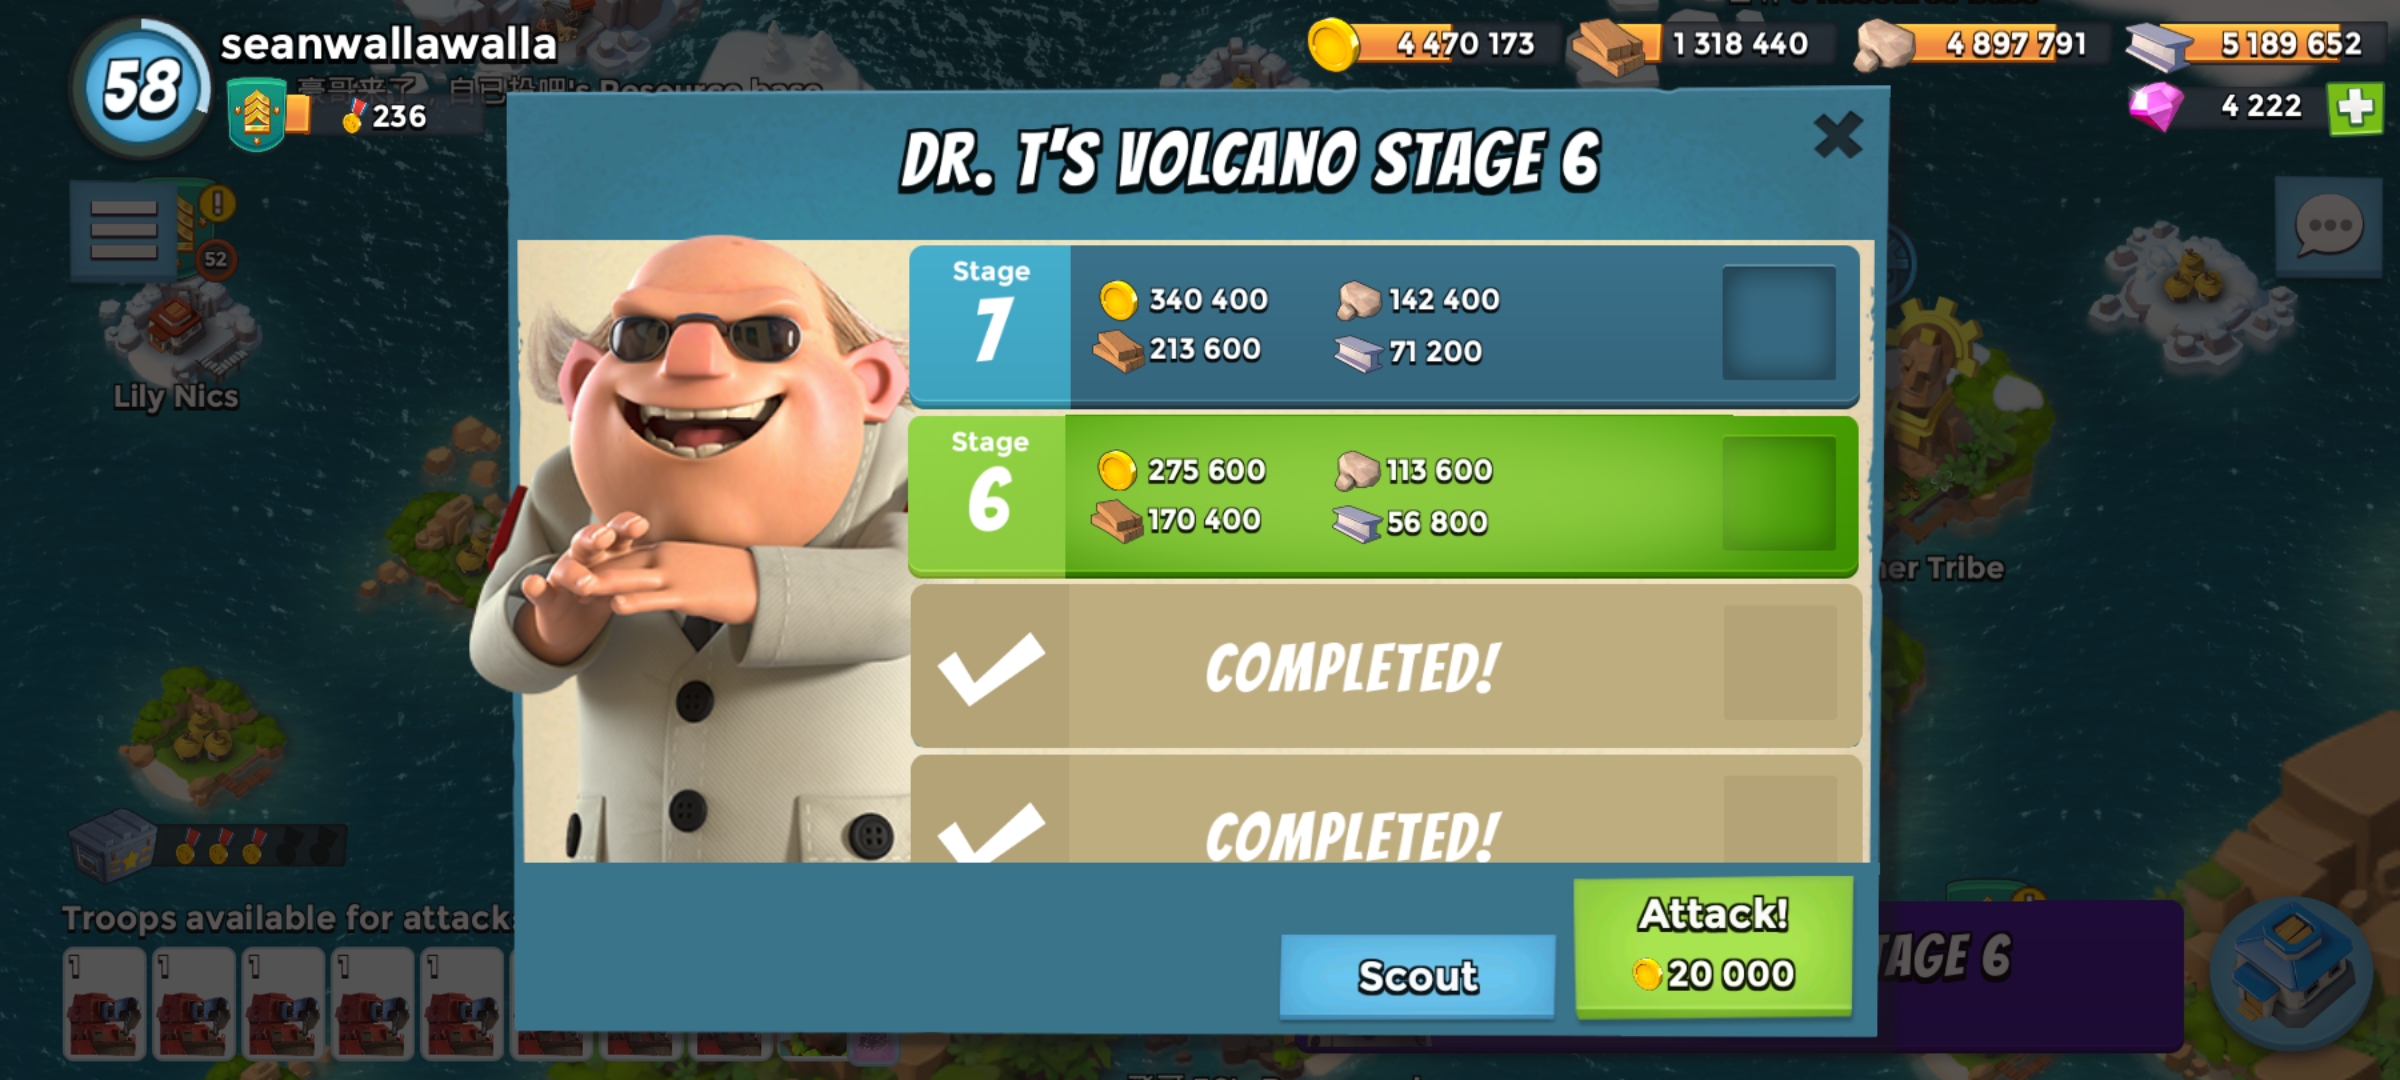 58
seanwallawalla
236
4 470 173
1 318 440
4 897 791
5 189 652
4 222
DR. T'S VOLCANO STAGE 6
52
Lily Nics
Stage
7
340 400
142 400
213 600
71 200
Stage
6
275 600
113 600
170 400
56 800
COMPLETED!
COMPLETED!
Troops available for attack:
1
1
1
1
1
Scout
Attack!
20 000
Tribe
STAGE 6